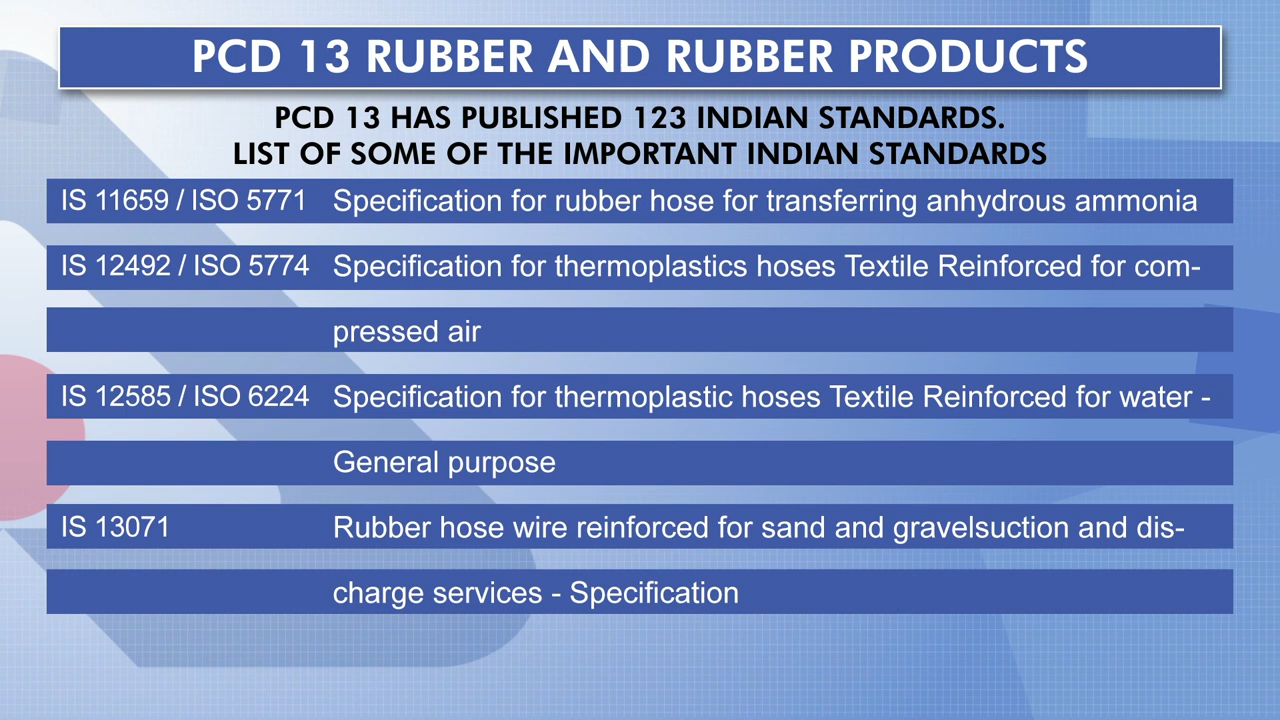 PCD 13 RUBBER AND RUBBER PRODUCTS
PCD 13 HAS PUBLISHED 123 INDIAN STANDARDS.
LIST OF SOME OF THE IMPORTANT INDIAN STANDARDS
IS 11659 / ISO 5771 Specification for rubber hose for transferring anhydrous ammonia
IS 12492 / ISO 5774 Specification for thermoplastics hoses Textile Reinforced for com-
pressed air
IS 12585 / ISO 6224 Specification for thermoplastic hoses Textile Reinforced for water -
General purpose
IS 13071 Rubber hose wire reinforced for sand and gravelsuction and dis-
charge services - Specification